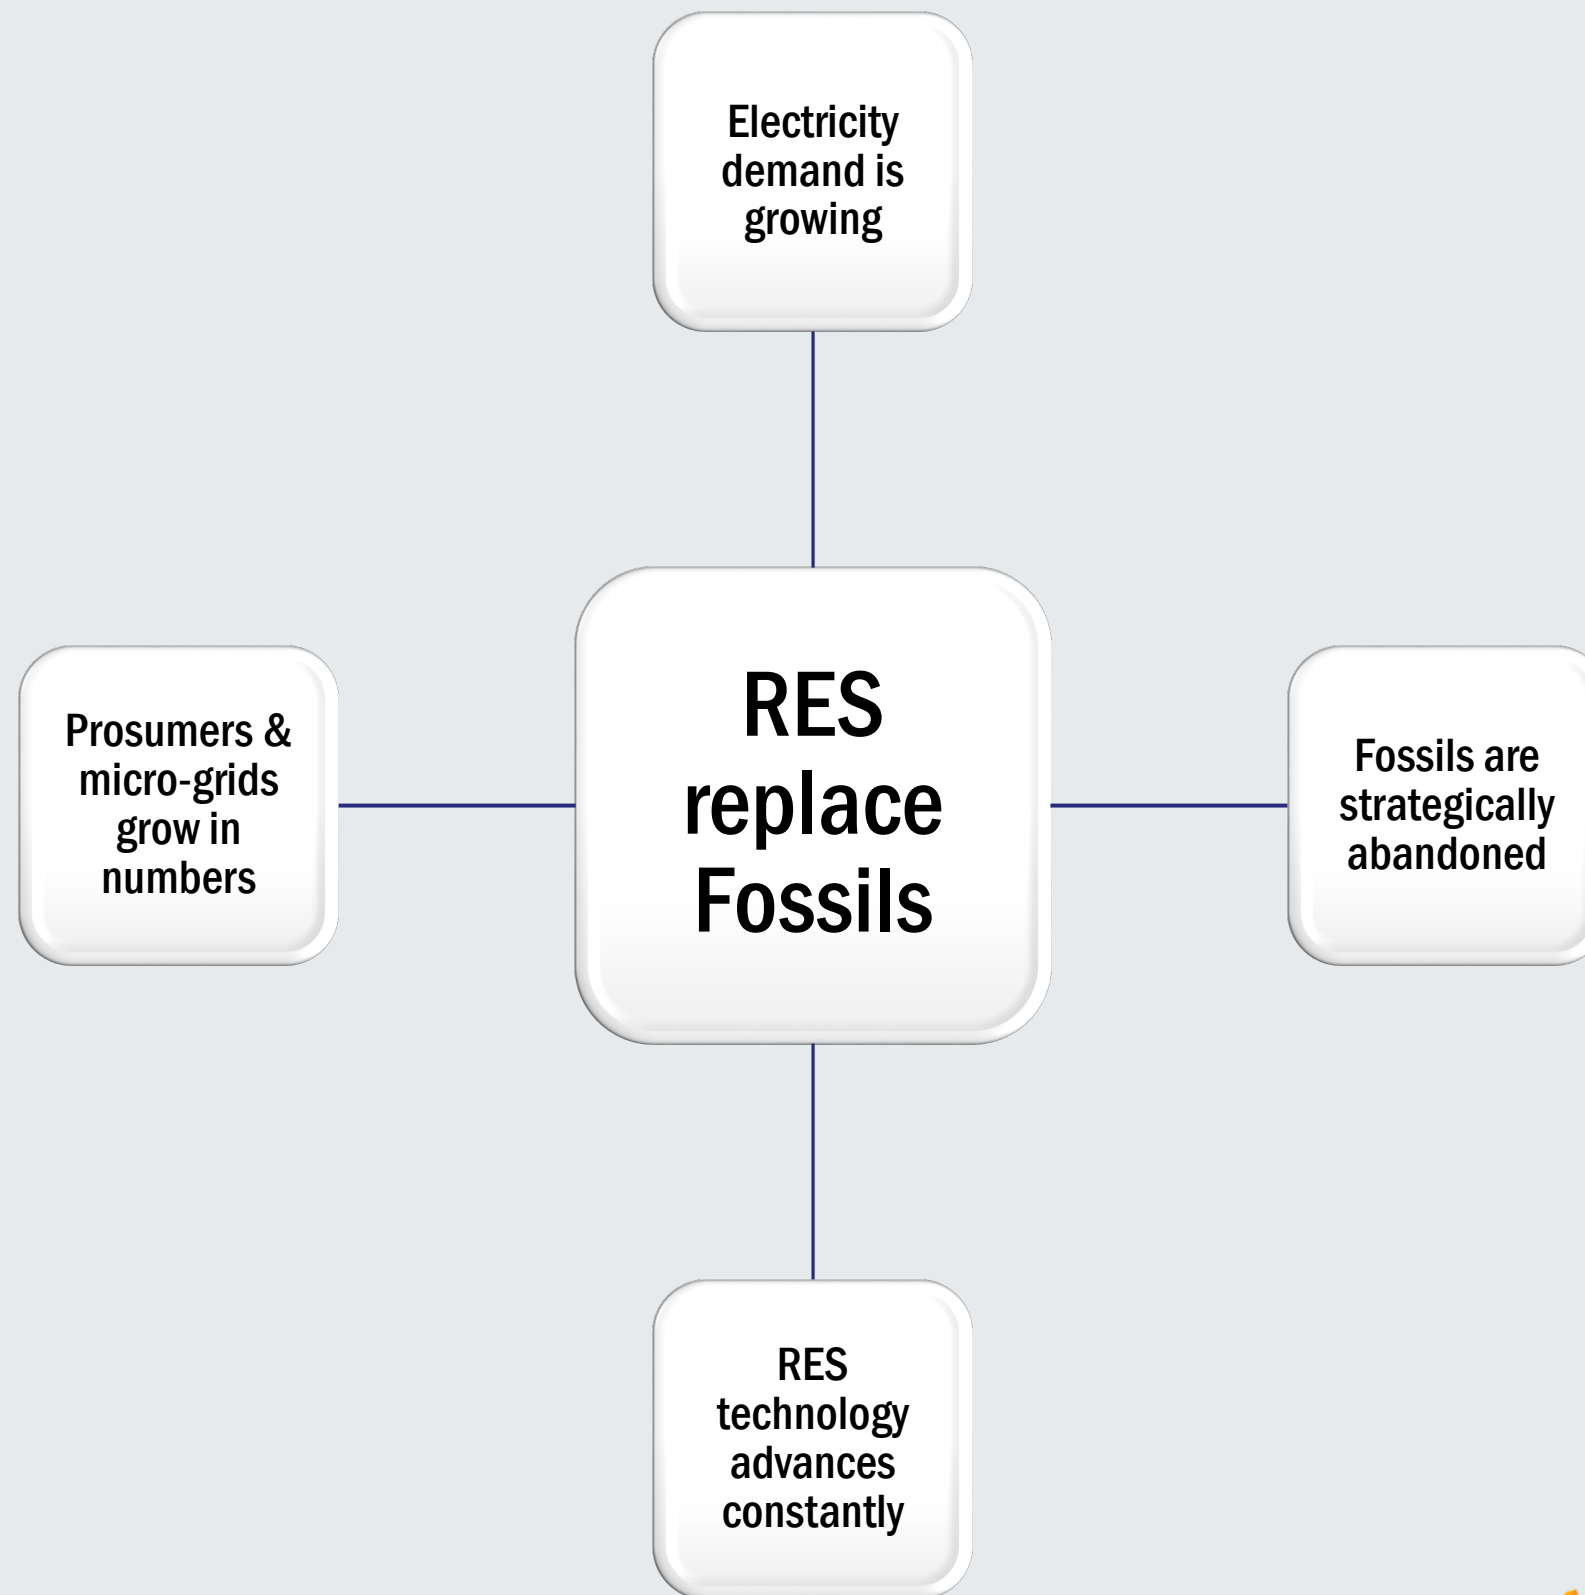 Electricity
demand is
growing
Prosumers &
micro-grids
grow in
numbers
RES
replace
Fossils
Fossils are
strategically
abandoned
RES
technology
advances
constantly